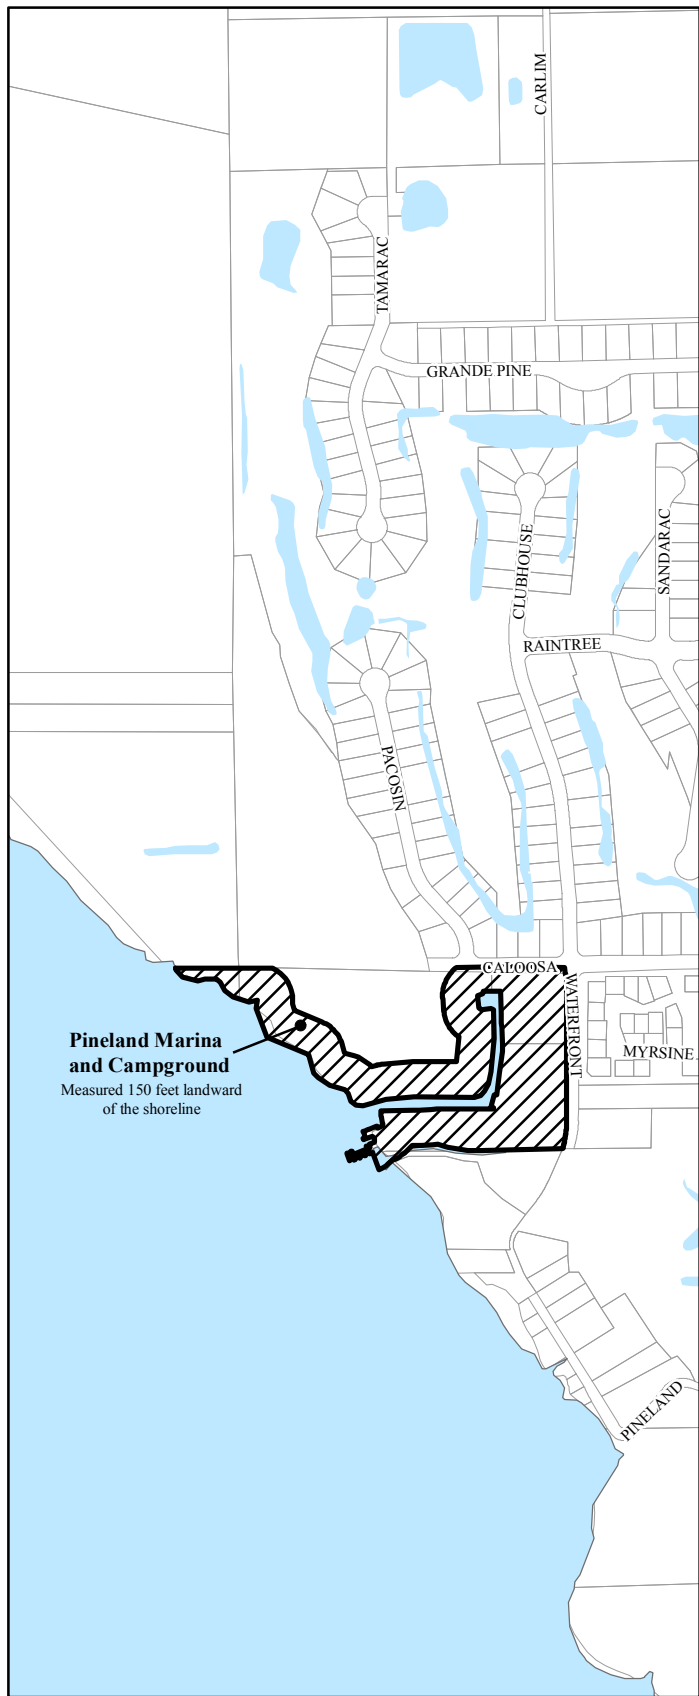 CARLIM
TAMARAC
GRANDE PINE
CLUBHOUSE
SANDARAC
RAINTREE
PACOSIN
CALOOSA
WATERFRONT
Pineland Marina
and Campground
Measured 150 feet landward
of the shoreline
MYRSINE
PINELAND